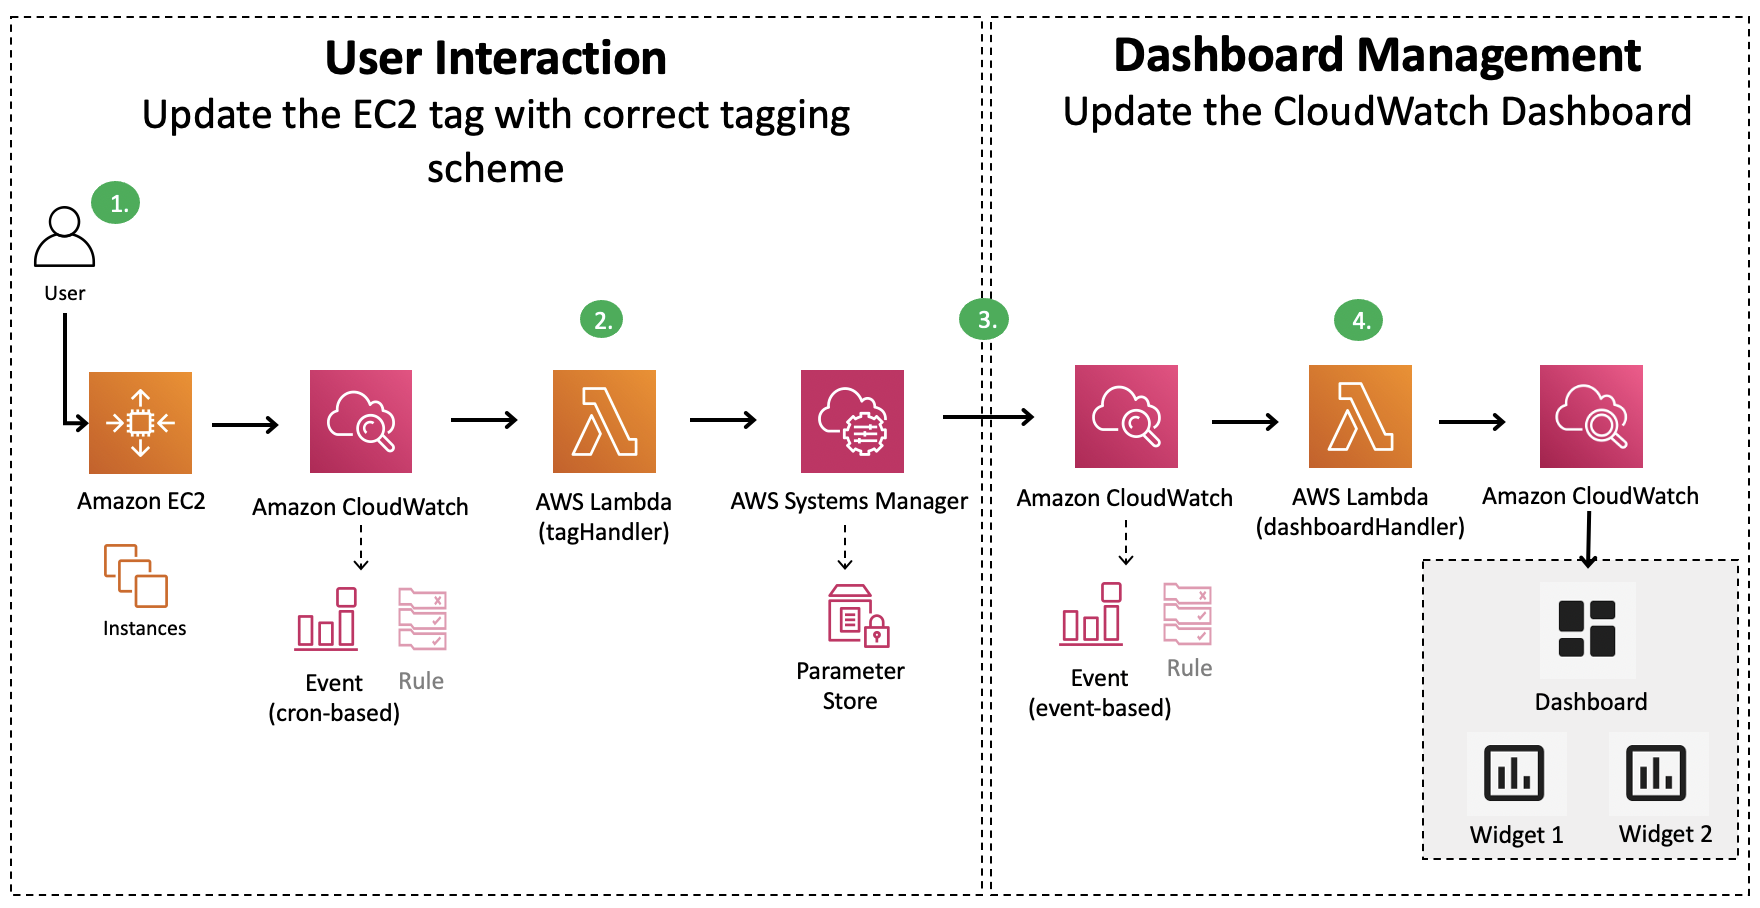 User Interaction
Update the EC2 tag with correct tagging
scheme
1.
User
2.
3.
Amazon EC2
Amazon CloudWatch
AWS Lambda
(tagHandler)
AWS Systems Manager
Instances
Event
(cron-based)
Rule
Parameter
Store
Dashboard Management
Update the CloudWatch Dashboard
4.
Amazon CloudWatch
AWS Lambda
(dashboardHandler)
Amazon CloudWatch
Event
(event-based)
Rule
Dashboard
Widget 1
Widget 2